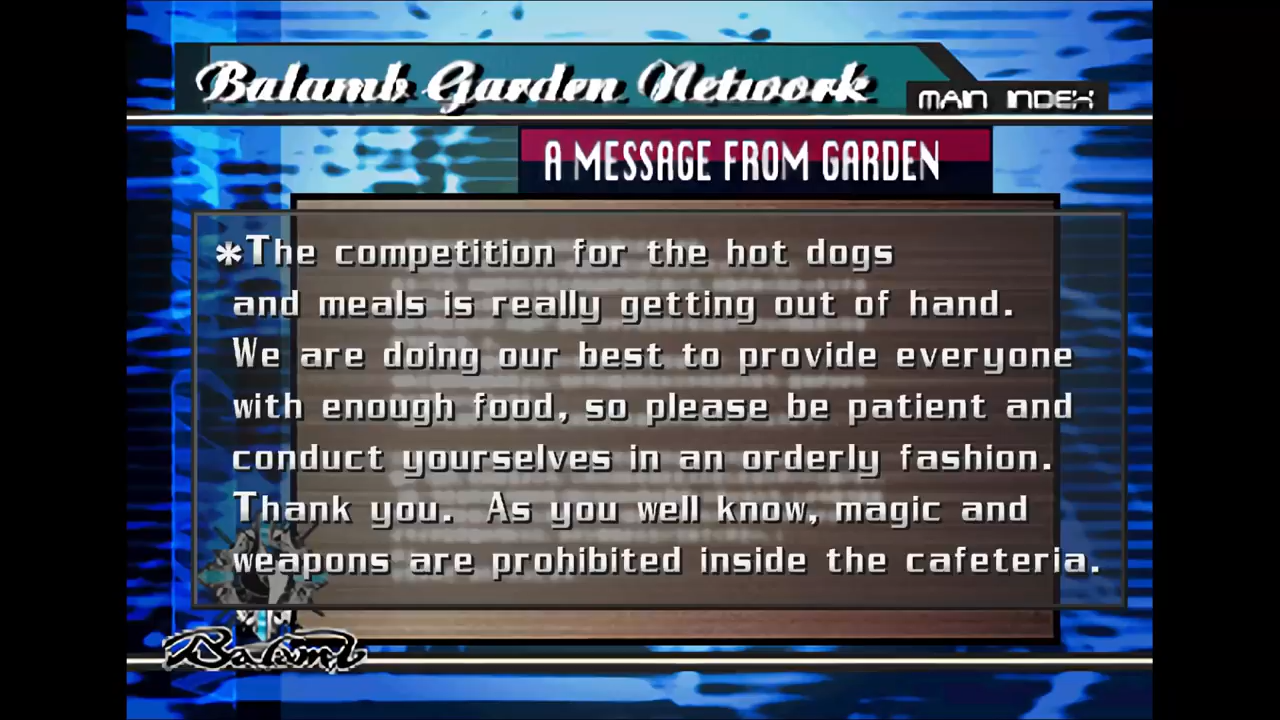 Balamb Garden Network
MAIN INDEX
A MESSAGE FROM GARDEN
*The competition for the hot dogs
and meals is really getting out of hand.
We are doing our best to provide everyone
with enough food, so please be patient and
conduct yourselves in an orderly fashion.
Thank you. As you well know, magic and
weapons are prohibited inside the cafeteria.
Balamb